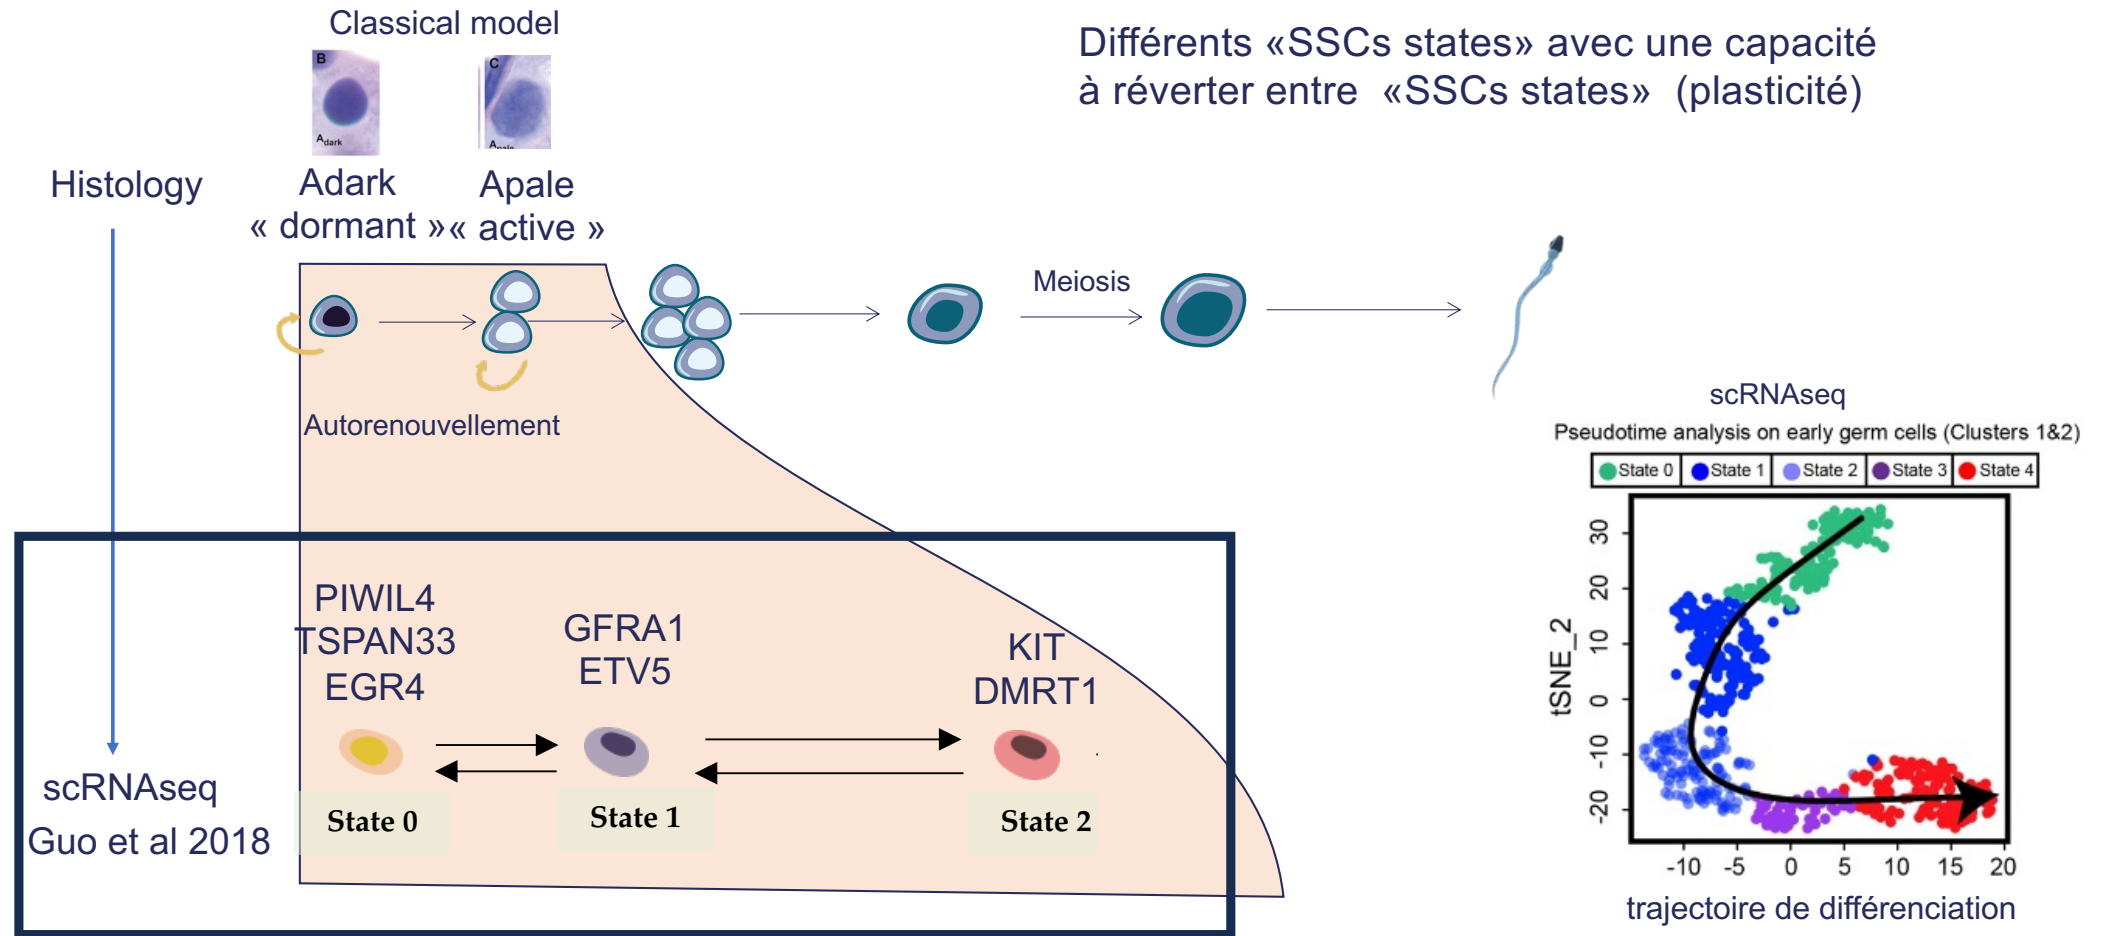 Classical model
B
A dark
C
Différents «SSCs states» avec une capacité
à réverter entre «SSCs states» (plasticité)
Histology
Adark
« dormant »
Apale
« active »
Meiosis
Autorenouvellement
PIWIL4
TSPAN33
EGR4
GFRA1
ETV5
KIT
DMRT1
State 0
State 1
State 2
scRNAseq
Guo et al 2018
scRNAseq
Pseudotime analysis on early germ cells (Clusters 1&2)
State 0 State 1 State 2 State 3 State 4
tSNE_2
30
20
10
0
-10
-20
-10 -5 0 5 10 15 20
trajectoire de différenciation